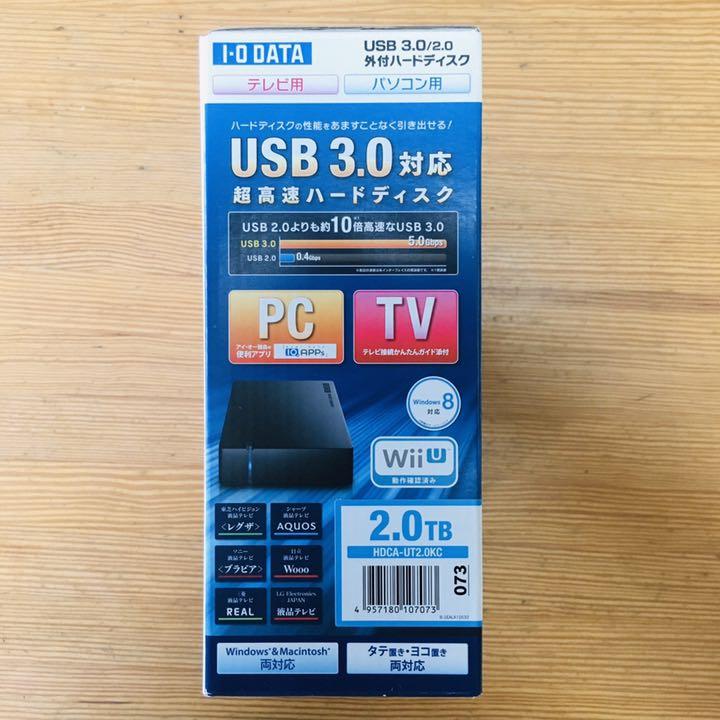 I-O DATA
USB 3.0/2.0
外付ハードディスク
テレビ用
パソコン用
ハードディスクの性能をあますことなく引き出せる!
USB 3.0 対応
超高速ハードディスク
USB 2.0よりも約10倍高速なUSB 3.0
USB 3.0 5.0Gbps
USB 2.0 0.4Gbps
PC
アイ・オー独自の
便利アプリ IO.APPs
TV
テレビ接続かんたんガイド添付
Windows 8
対応
Wii U
動作確認済み
東芝ハイビジョン
液晶テレビ
<レグザ>
シャープ
液晶テレビ
AQUOS
ソニー
液晶テレビ
<ブラビア>
日立
液晶テレビ
Wooo
三菱
液晶テレビ
REAL
LG Electronics
JAPAN
液晶テレビ
2.0TB
HDCA-UT2.0KC
4 957180 107073
073
Windows & Macintosh
両対応
タテ置き・ヨコ置き
両対応